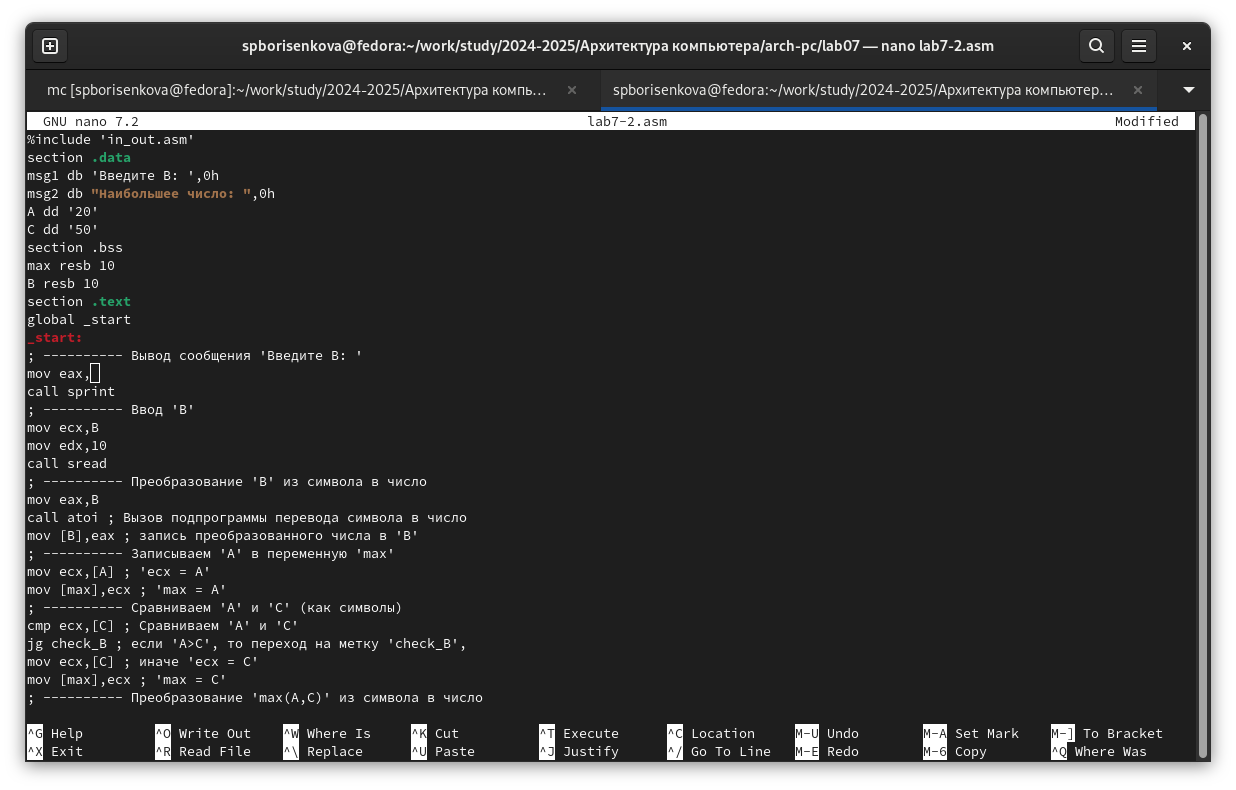 spborisenkova@fedora:~/work/study/2024-2025/Архитектура компьютера/arch-pc/lab07 — nano lab7-2.asm
mc [spborisenkova@fedora]:~/work/study/2024-2025/Архитектура компь…
spborisenkova@fedora:~/work/study/2024-2025/Архитектура компьютер…
GNU nano 7.2 lab7-2.asm Modified
%include 'in_out.asm'
section .data
msg1 db 'Введите B: ',0h
msg2 db "Наибольшее число: ",0h
A dd '20'
C dd '50'
section .bss
max resb 10
B resb 10
section .text
global _start
_start:
; ---------- Вывод сообщения 'Введите B: '
mov eax,
call sprint
; ---------- Ввод 'B'
mov ecx,B
mov edx,10
call sread
; ---------- Преобразование 'B' из символа в число
mov eax,B
call atoi ; Вызов подпрограммы перевода символа в число
mov [B],eax ; запись преобразованного числа в 'B'
; ---------- Записываем 'A' в переменную 'max'
mov ecx,[A] ; 'ecx = A'
mov [max],ecx ; 'max = A'
; ---------- Сравниваем 'A' и 'С' (как символы)
cmp ecx,[C] ; Сравниваем 'A' и 'С'
jg check_B ; если 'A>C', то переход на метку 'check_B',
mov ecx,[C] ; иначе 'ecx = C'
mov [max],ecx ; 'max = C'
; ---------- Преобразование 'max(A,C)' из символа в число
^G Help ^O Write Out ^W Where Is ^K Cut ^T Execute ^C Location M-U Undo M-A Set Mark M-] To Bracket
^X Exit ^R Read File ^\ Replace ^U Paste ^J Justify ^/ Go To Line M-E Redo M-6 Copy ^Q Where Was